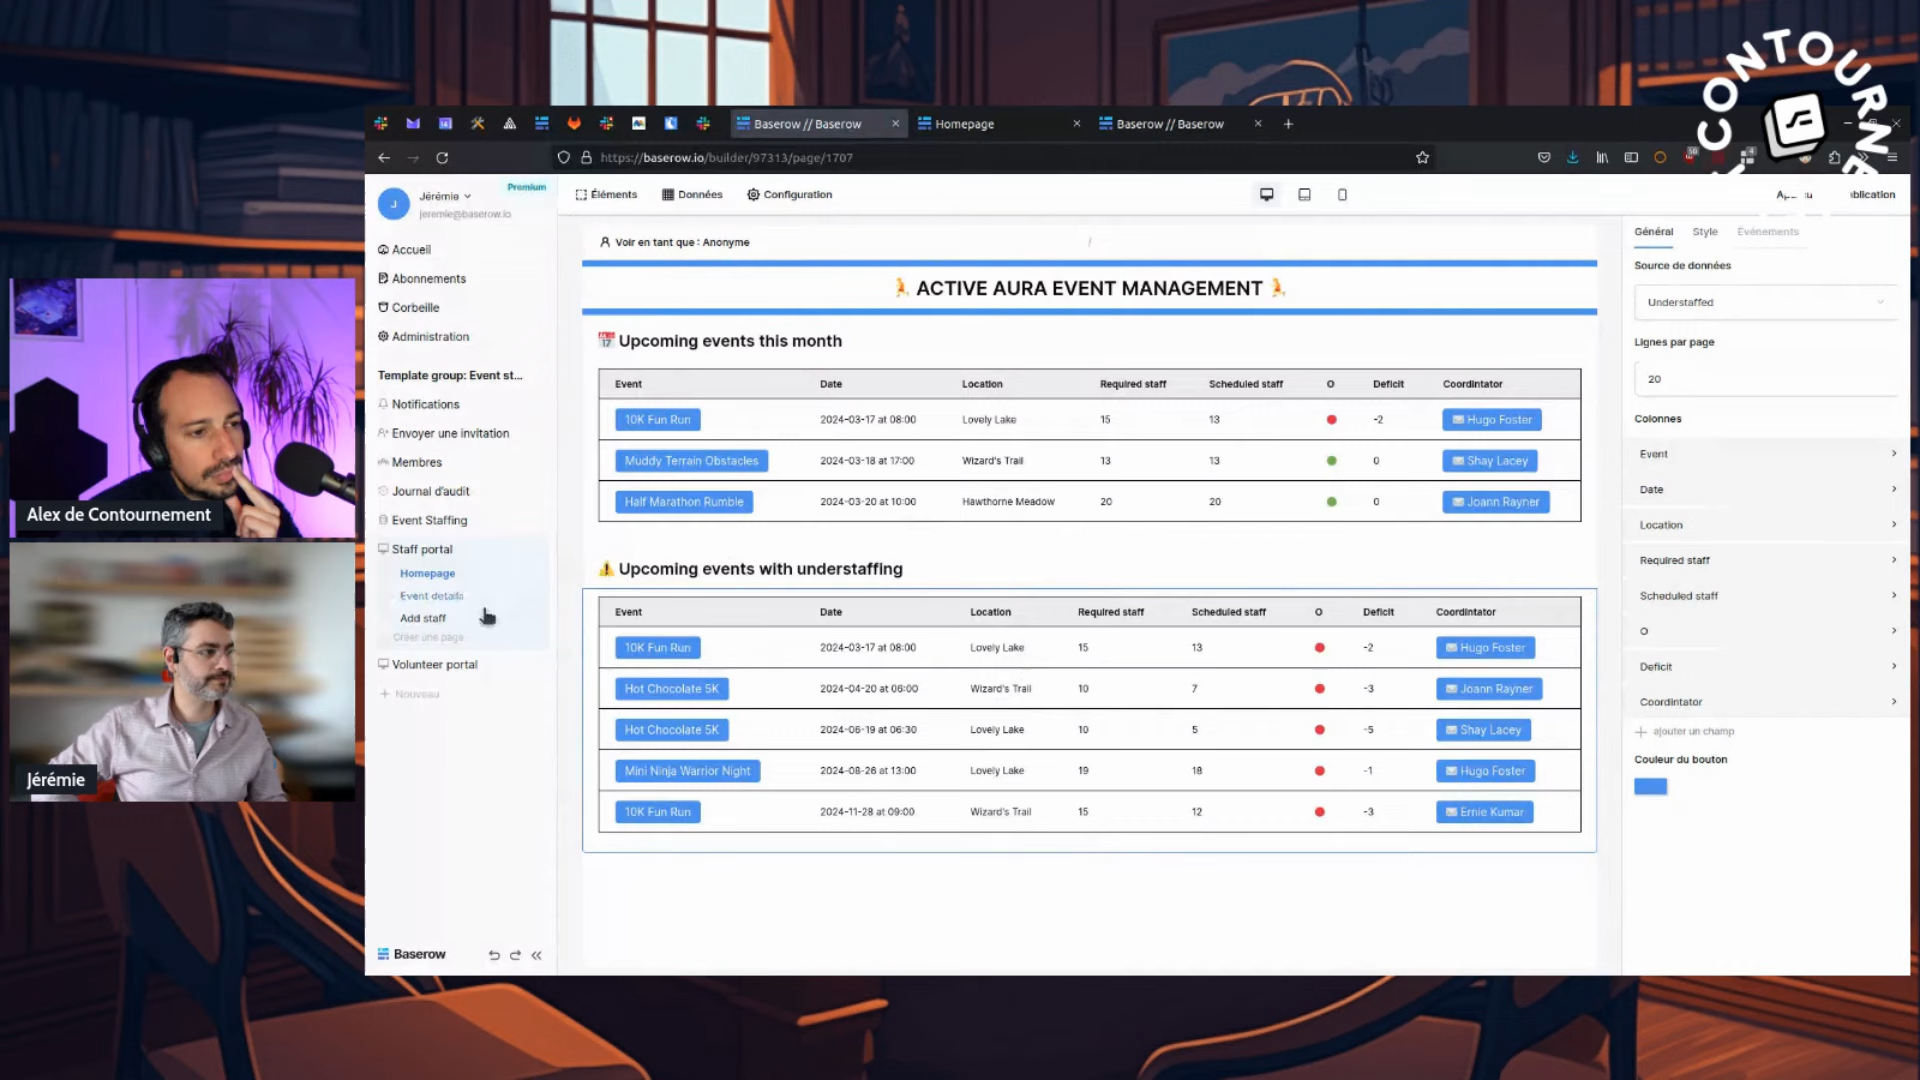 CONTOURNE
Baserow // Baserow
Homepage
Baserow // Baserow
https://baserow.io/builder/97313/page/1707
J
Jérémie
Premium
jeremie@baserow.io
Éléments
Données
Configuration
ublication
Accueil
Abonnements
Corbeille
Administration
Template group: Event st...
Notifications
Envoyer une invitation
Membres
Journal d'audit
Event Staffing
Staff portal
Homepage
Event details
Add staff
Créer une page
Volunteer portal
+ Nouveau
Baserow
Voir en tant que : Anonyme
/
ACTIVE AURA EVENT MANAGEMENT
Upcoming events this month
Event Date Location Required staff Scheduled staff O Deficit Coordintator
10K Fun Run 2024-03-17 at 08:00 Lovely Lake 15 13 -2 Hugo Foster
Muddy Terrain Obstacles 2024-03-18 at 17:00 Wizard's Trail 13 13 0 Shay Lacey
Half Marathon Rumble 2024-03-20 at 10:00 Hawthorne Meadow 20 20 0 Joann Rayner
Upcoming events with understaffing
Event Date Location Required staff Scheduled staff O Deficit Coordintator
10K Fun Run 2024-03-17 at 08:00 Lovely Lake 15 13 -2 Hugo Foster
Hot Chocolate 5K 2024-04-20 at 06:00 Wizard's Trail 10 7 -3 Joann Rayner
Hot Chocolate 5K 2024-06-19 at 06:30 Lovely Lake 10 5 -5 Shay Lacey
Mini Ninja Warrior Night 2024-08-26 at 13:00 Lovely Lake 19 18 -1 Hugo Foster
10K Fun Run 2024-11-28 at 09:00 Wizard's Trail 15 12 -3 Ernie Kumar
Général Style Événements
Source de données
Understaffed
Lignes par page
20
Colonnes
Event
Date
Location
Required staff
Scheduled staff
O
Deficit
Coordintator
+ ajouter un champ
Couleur du bouton
Alex de Contournement
Jérémie